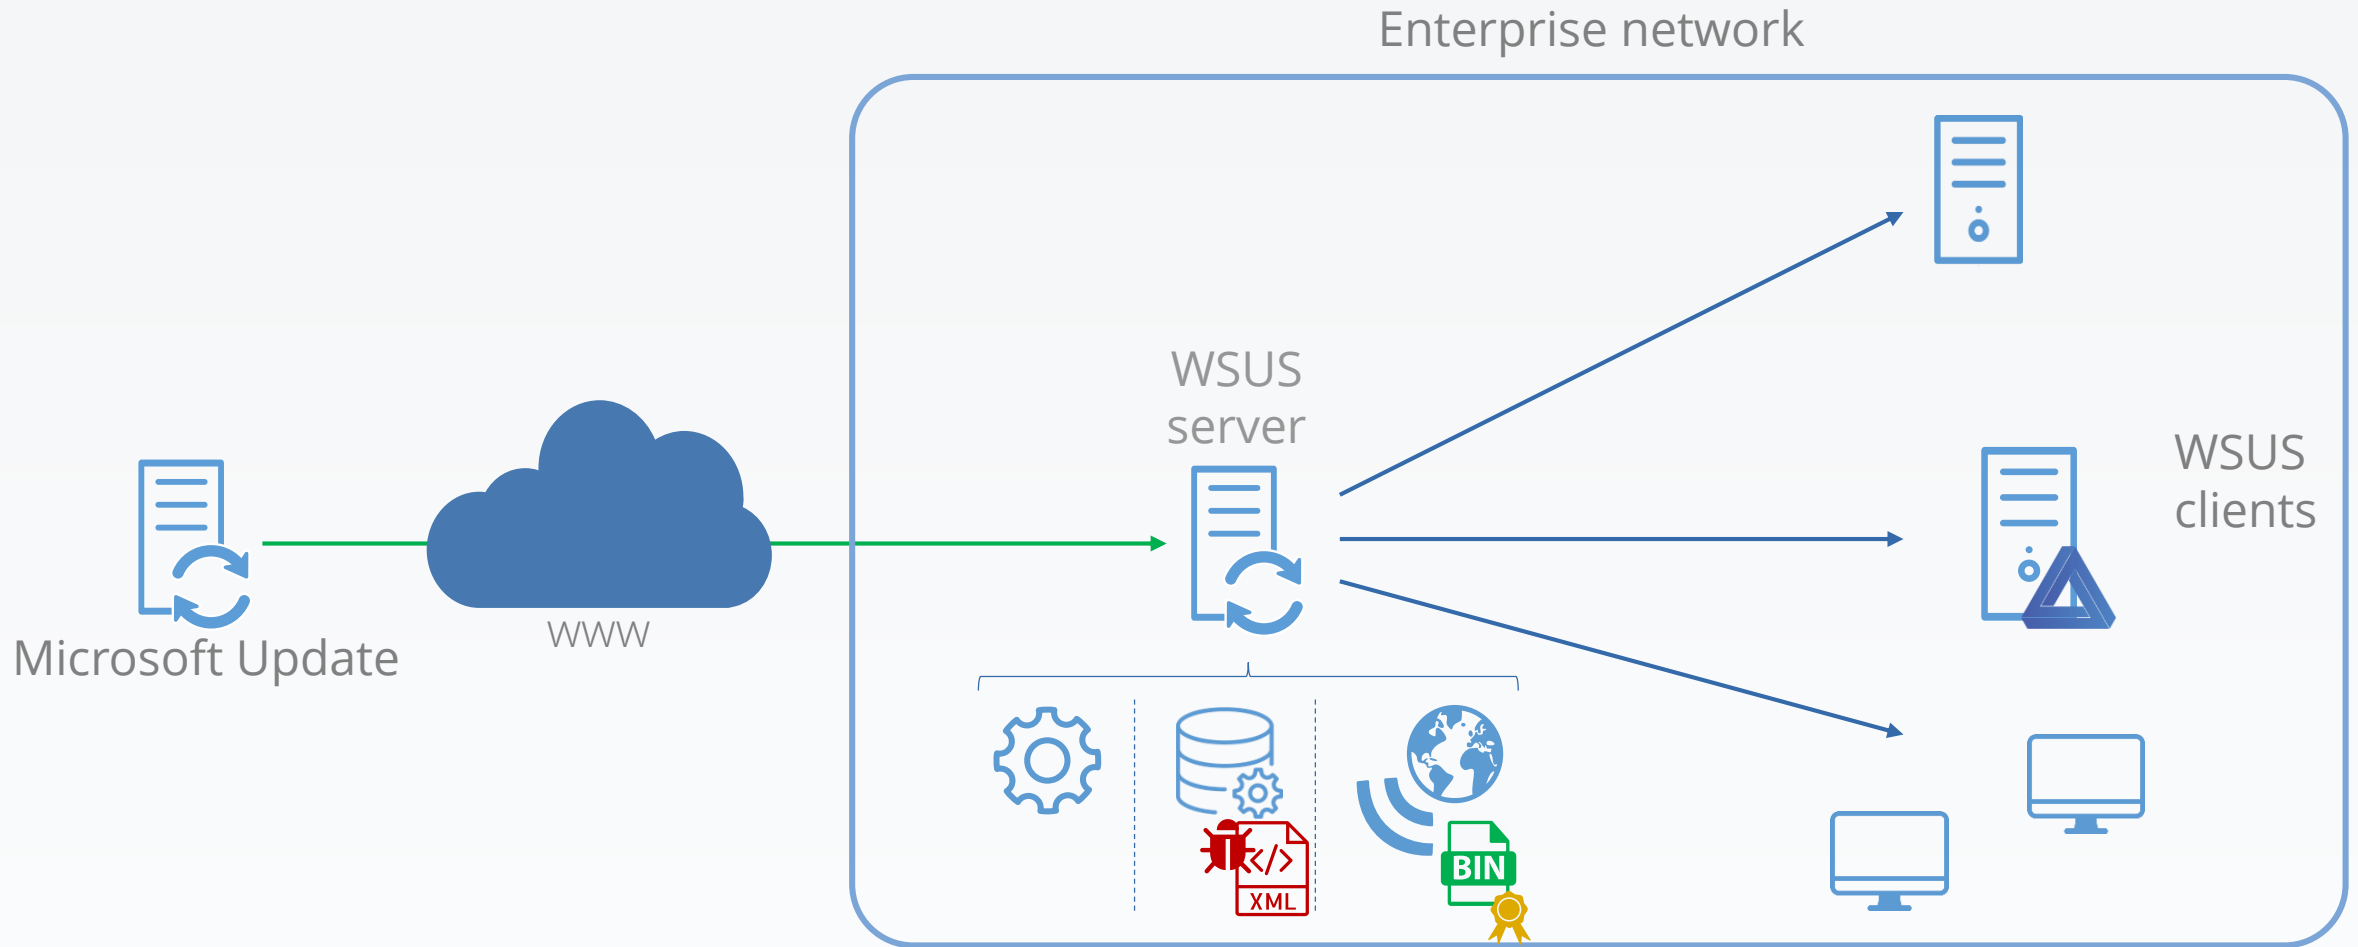 Enterprise network
WSUS
server
WSUS
clients
Microsoft Update
WWW
XML
BIN